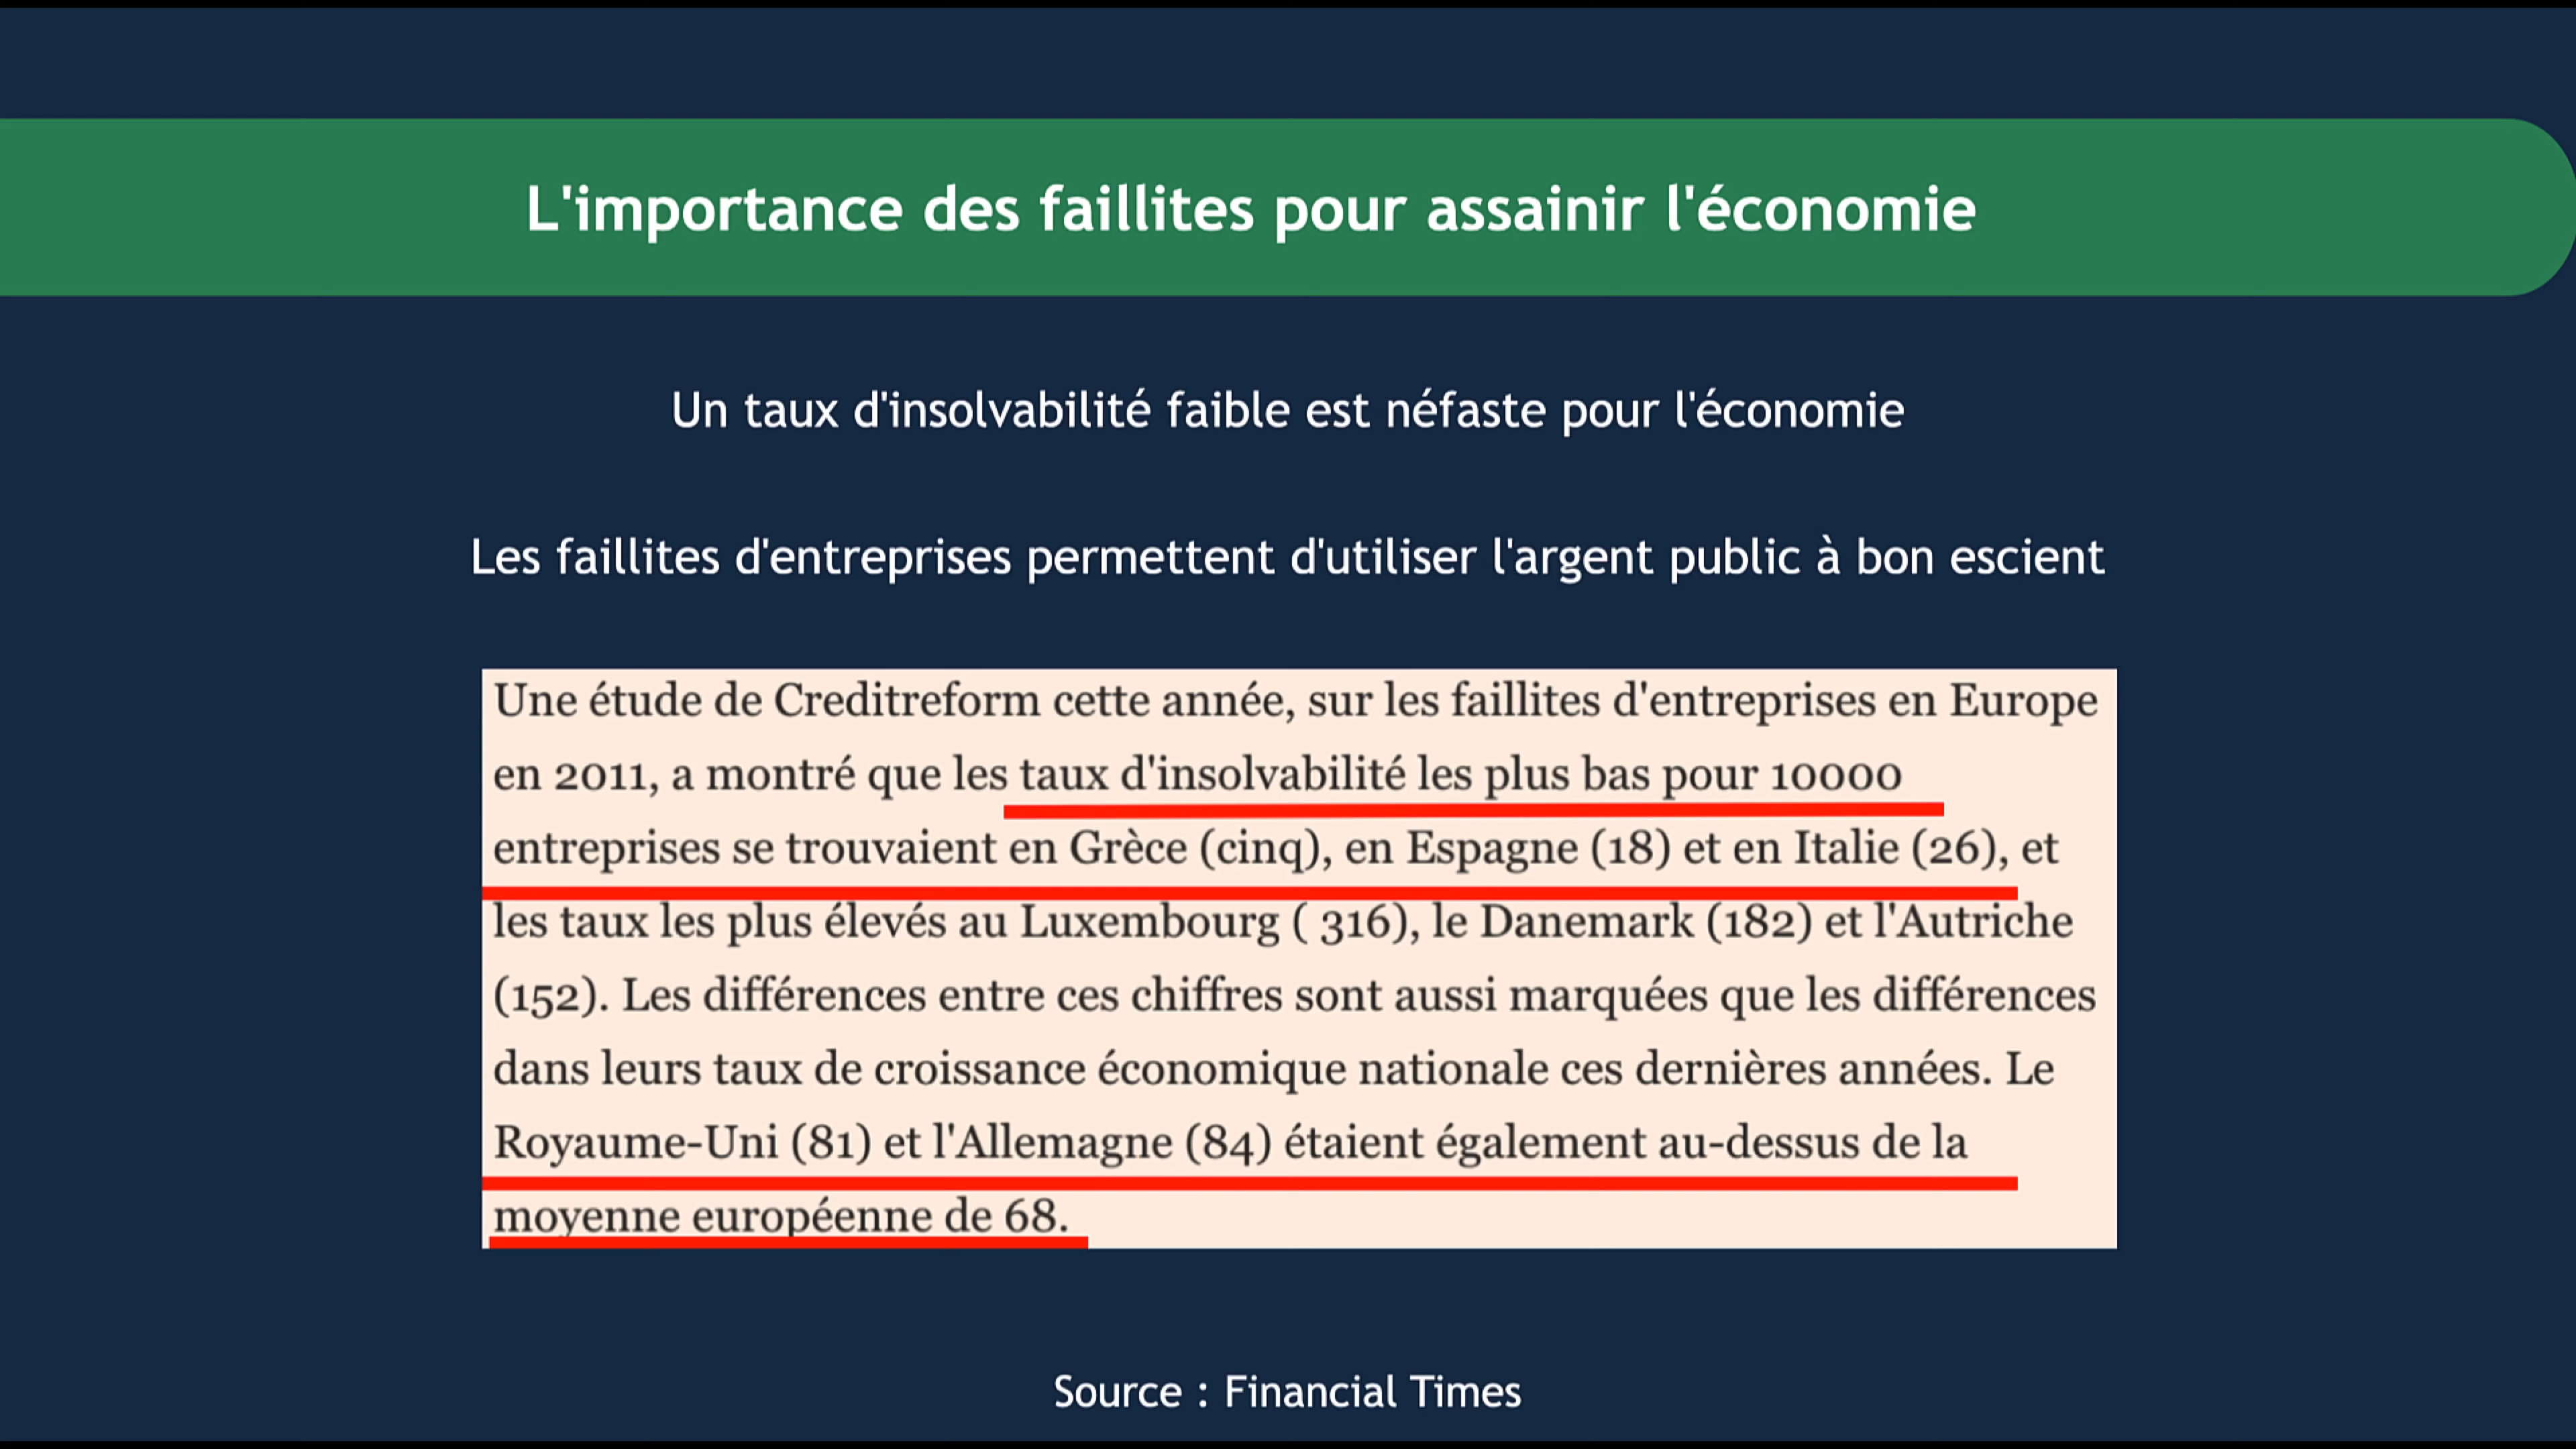 L'importance des faillites pour assainir l'économie
Un taux d'insolvabilité faible est néfaste pour l'économie
Les faillites d'entreprises permettent d'utiliser l'argent public à bon escient
Une étude de Creditreform cette année, sur les faillites d'entreprises en Europe
en 2011, a montré que les taux d'insolvabilité les plus bas pour 10000
entreprises se trouvaient en Grèce (cinq), en Espagne (18) et en Italie (26), et
les taux les plus élevés au Luxembourg ( 316), le Danemark (182) et l'Autriche
(152). Les différences entre ces chiffres sont aussi marquées que les différences
dans leurs taux de croissance économique nationale ces dernières années. Le
Royaume-Uni (81) et l'Allemagne (84) étaient également au-dessus de la
moyenne européenne de 68.
Source : Financial Times